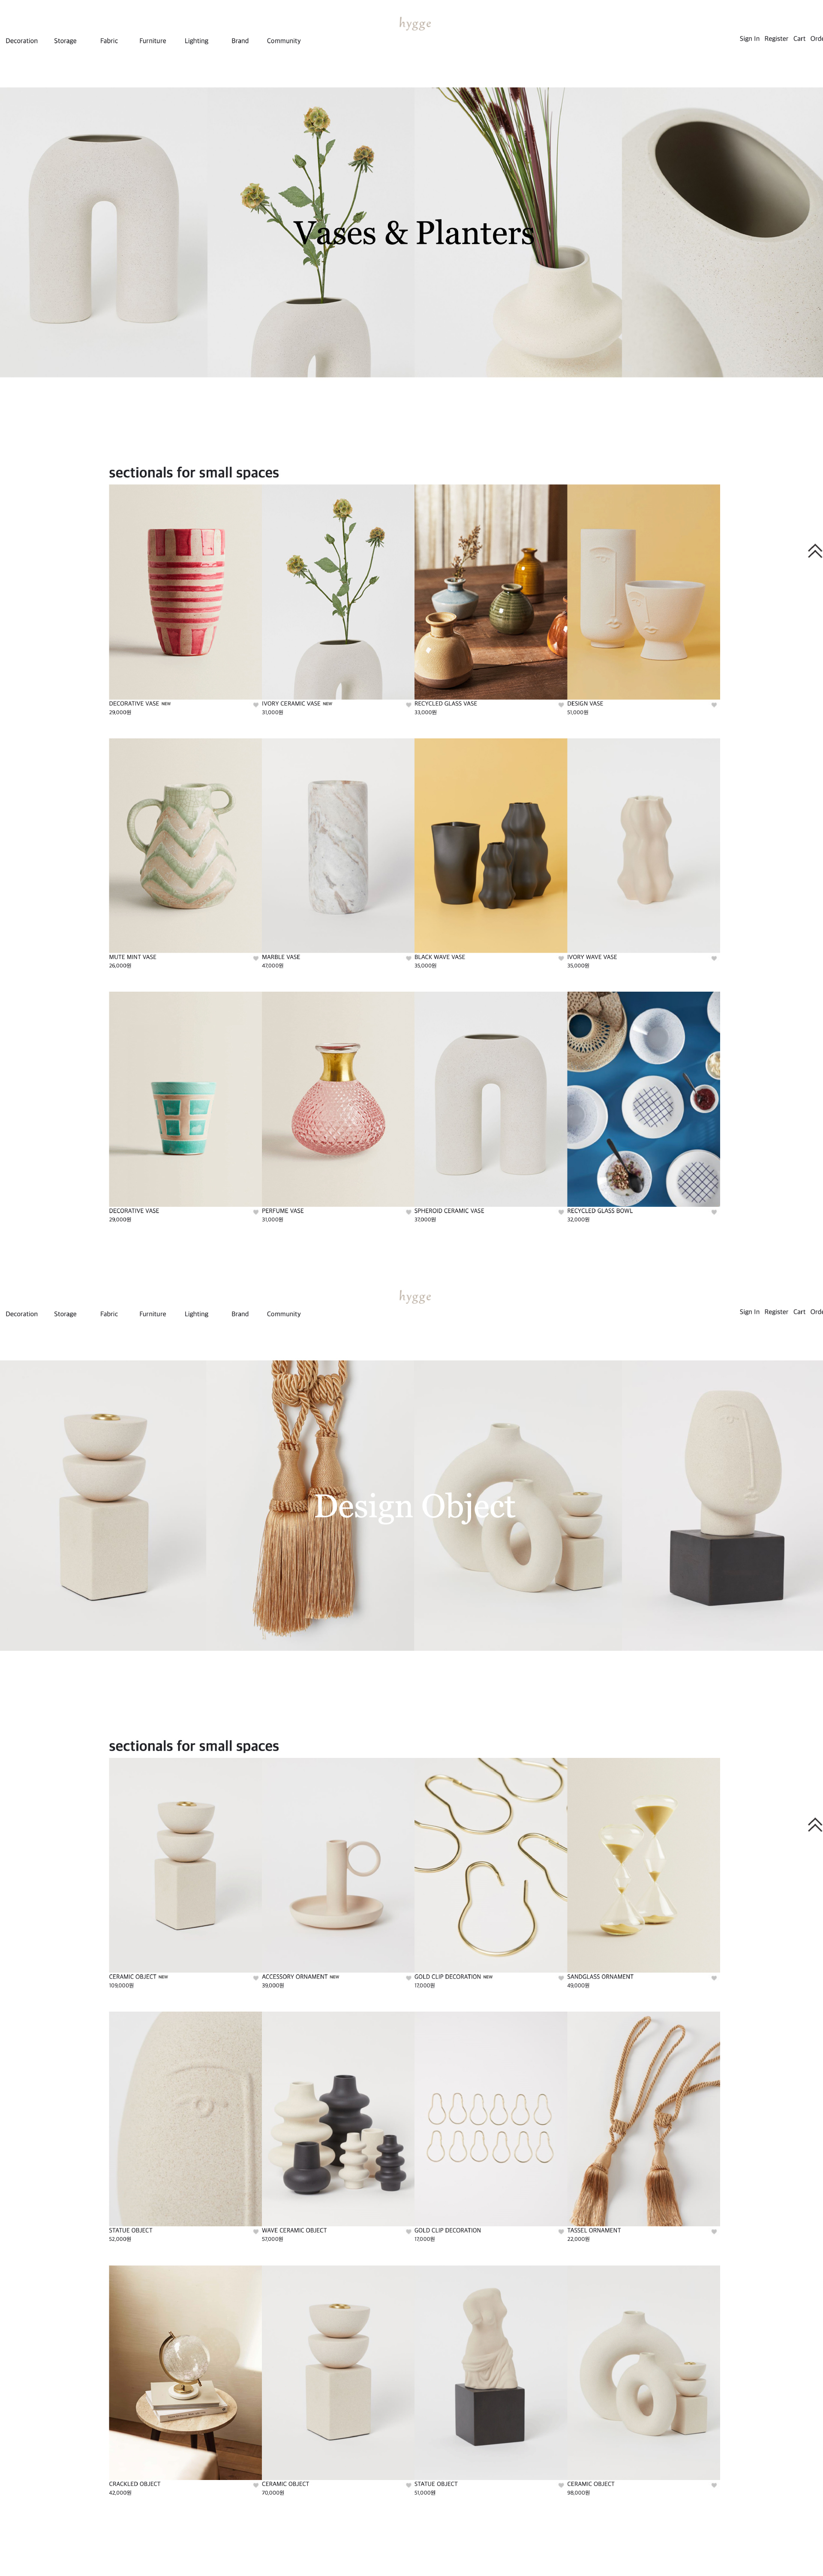 hygge
Decoration Storage Fabric Furniture Lighting Brand Community
Sign In Register Cart Orde
Vases & Planters
sectionals for small spaces
DECORATIVE VASE NEW
29,000원
IVORY CERAMIC VASE NEW
31,000원
RECYCLED GLASS VASE
33,000원
DESIGN VASE
51,000원
MUTE MINT VASE
26,000원
MARBLE VASE
47,000원
BLACK WAVE VASE
35,000원
IVORY WAVE VASE
35,000원
DECORATIVE VASE
29,000원
PERFUME VASE
31,000원
SPHEROID CERAMIC VASE
37,000원
RECYCLED GLASS BOWL
32,000원
hygge
Decoration Storage Fabric Furniture Lighting Brand Community
Sign In Register Cart Orde
Design Object
sectionals for small spaces
CERAMIC OBJECT NEW
109,000원
ACCESSORY ORNAMENT NEW
39,000원
GOLD CLIP DECORATION NEW
17,000원
SANDGLASS ORNAMENT
49,000원
STATUE OBJECT
52,000원
WAVE CERAMIC OBJECT
57,000원
GOLD CLIP DECORATION
17,000원
TASSEL ORNAMENT
22,000원
CRACKLED OBJECT
42,000원
CERAMIC OBJECT
70,000원
STATUE OBJECT
51,000원
CERAMIC OBJECT
98,000원